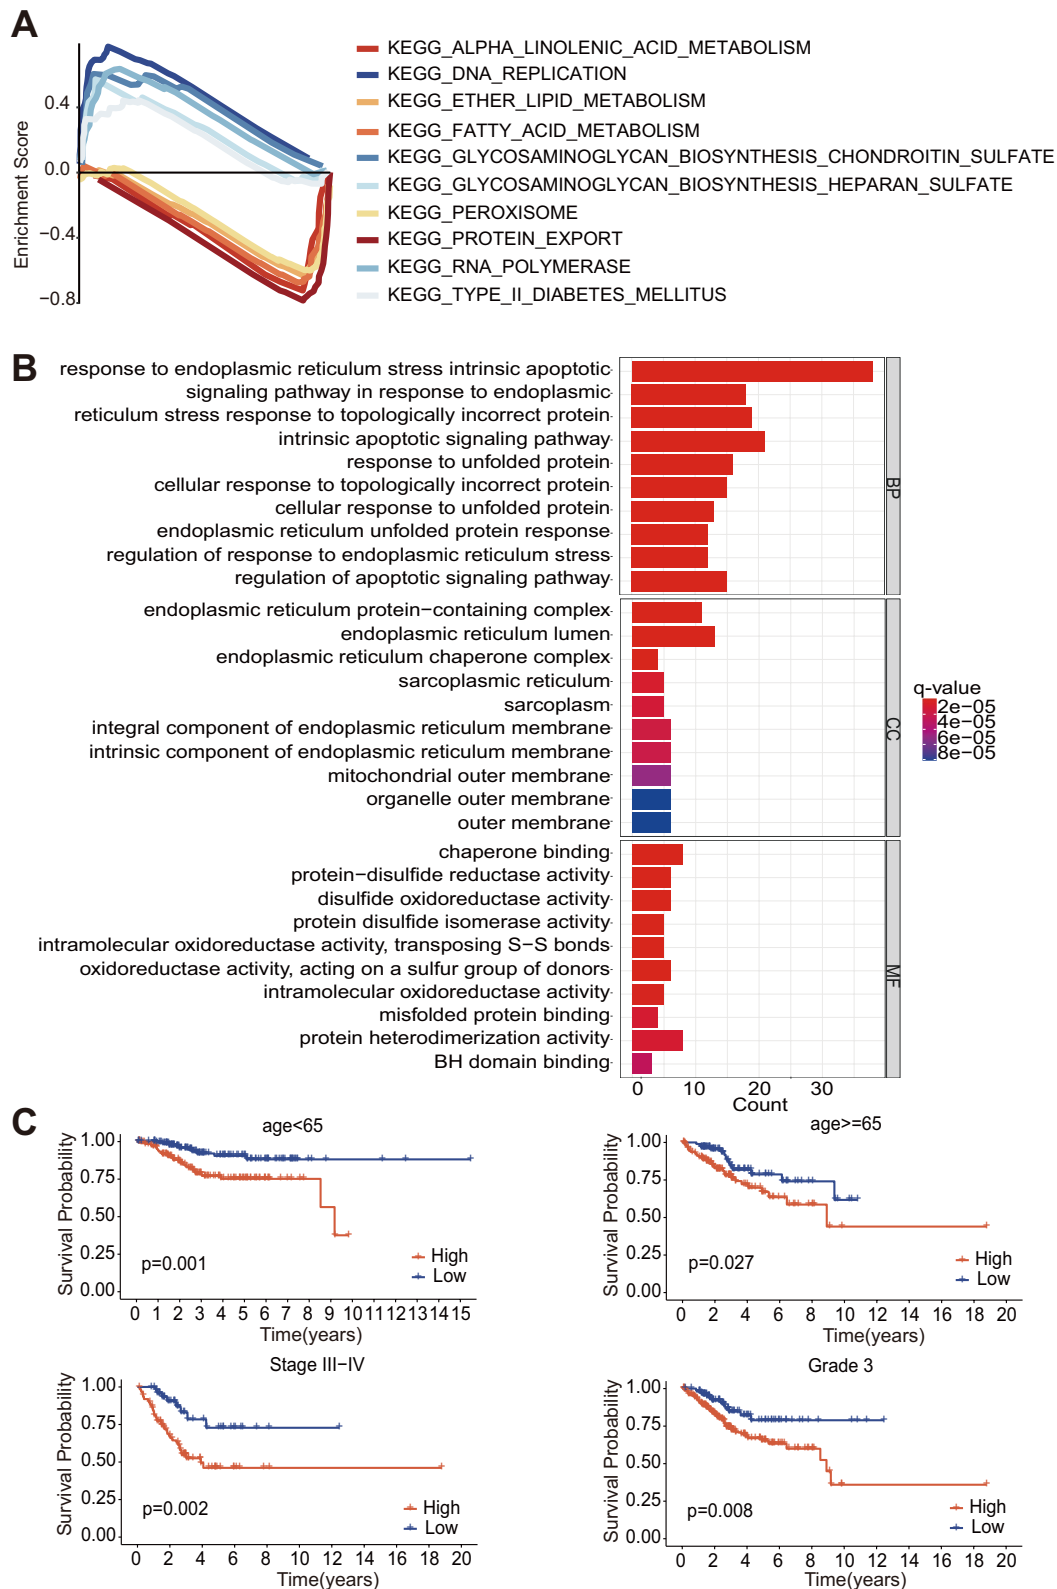 A
Enrichment Score
0.4
0.0
−0.4
−0.8
KEGG_ALPHA_LINOLENIC_ACID_METABOLISM
KEGG_DNA_REPLICATION
KEGG_ETHER_LIPID_METABOLISM
KEGG_FATTY_ACID_METABOLISM
KEGG_GLYCOSAMINOGLYCAN_BIOSYNTHESIS_CHONDROITIN_SULFATE
KEGG_GLYCOSAMINOGLYCAN_BIOSYNTHESIS_HEPARAN_SULFATE
KEGG_PEROXISOME
KEGG_PROTEIN_EXPORT
KEGG_RNA_POLYMERASE
KEGG_TYPE_II_DIABETES_MELLITUS
B
response to endoplasmic reticulum stress intrinsic apoptotic
signaling pathway in response to endoplasmic
reticulum stress response to topologically incorrect protein
intrinsic apoptotic signaling pathway
response to unfolded protein
cellular response to topologically incorrect protein
cellular response to unfolded protein
endoplasmic reticulum unfolded protein response
regulation of response to endoplasmic reticulum stress
regulation of apoptotic signaling pathway
BP
endoplasmic reticulum protein−containing complex
endoplasmic reticulum lumen
endoplasmic reticulum chaperone complex
sarcoplasmic reticulum
sarcoplasm
integral component of endoplasmic reticulum membrane
intrinsic component of endoplasmic reticulum membrane
mitochondrial outer membrane
organelle outer membrane
outer membrane
CC
chaperone binding
protein−disulfide reductase activity
disulfide oxidoreductase activity
protein disulfide isomerase activity
intramolecular oxidoreductase activity, transposing S−S bonds
oxidoreductase activity, acting on a sulfur group of donors
intramolecular oxidoreductase activity
misfolded protein binding
protein heterodimerization activity
BH domain binding
MF
0 10 20 30
Count
q-value
2e−05
4e−05
6e−05
8e−05
C
age<65
Survival Probability
1.00
0.75
0.50
0.25
0.00
p=0.001
High
Low
0 1 2 3 4 5 6 7 8 9 10 11 12 13 14 15
Time(years)
age>=65
Survival Probability
1.00
0.75
0.50
0.25
0.00
p=0.027
High
Low
0 2 4 6 8 10 12 14 16 18 20
Time(years)
Stage III−IV
Survival Probability
1.00
0.75
0.50
0.25
0.00
p=0.002
High
Low
0 2 4 6 8 10 12 14 16 18 20
Time(years)
Grade 3
Survival Probability
1.00
0.75
0.50
0.25
0.00
p=0.008
High
Low
0 2 4 6 8 10 12 14 16 18 20
Time(years)